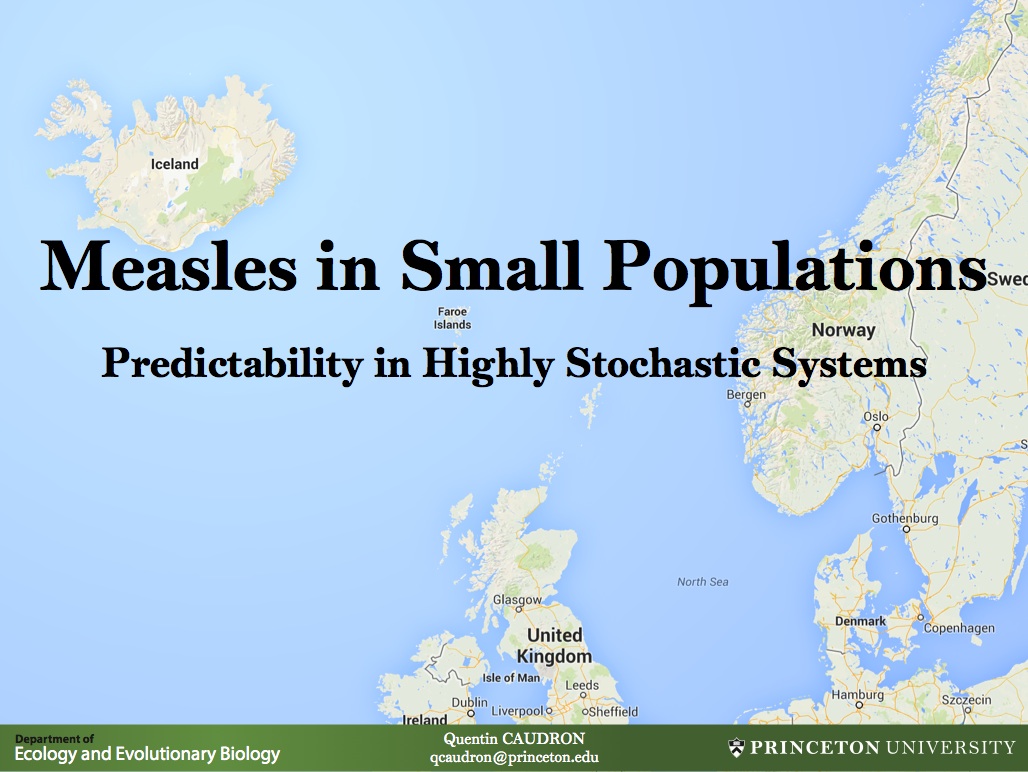 Iceland
Measles in Small Populations
Swed
Faroe
Islands
Norway
Predictability in Highly Stochastic Systems
Bergen
Oslo
S
Gothenburg
North Sea
Glasgow
Denmark
Copenhagen
United
Kingdom
Isle of Man
Leeds
Hamburg
Szczecin
Dublin
Liverpool
Sheffield
Ireland
Department of
Ecology and Evolutionary Biology
Quentin CAUDRON
qcaudron@princeton.edu
PRINCETON UNIVERSITY